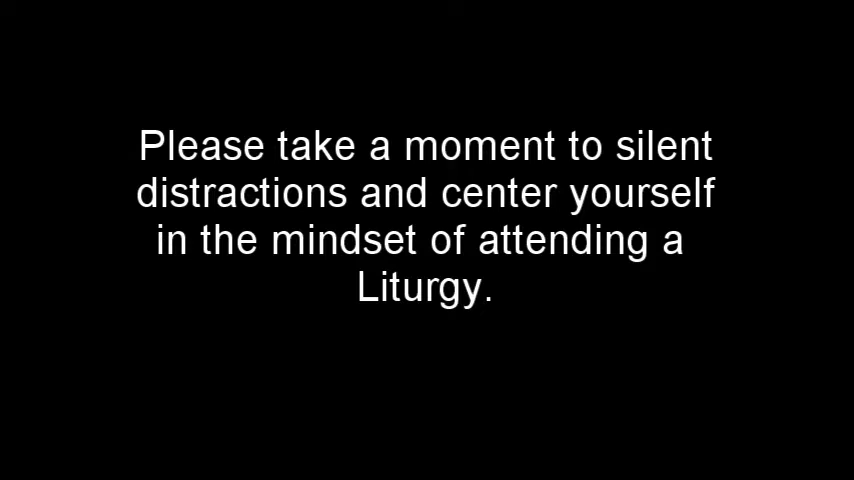 Please take a moment to silent
distractions and center yourself
in the mindset of attending a
Liturgy.